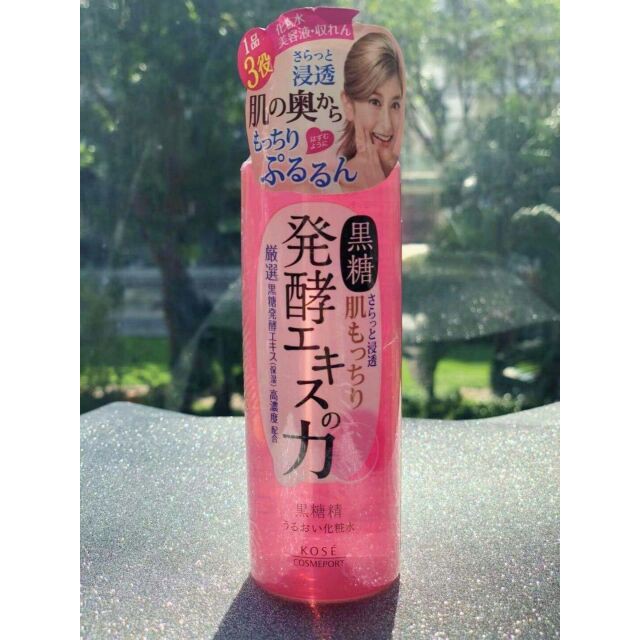 1品
3役
化粧水
美容液・収れん
さらっと
浸透
肌の奥から
もっちり
はずむ
ように
ぷるるん
黒糖
発酵エキスの力
さらっと浸透
肌もっちり
厳選黒糖発酵エキス(保湿)高濃度配合
黒糖精
うるおい化粧水
KOSÉ
COSMEPORT